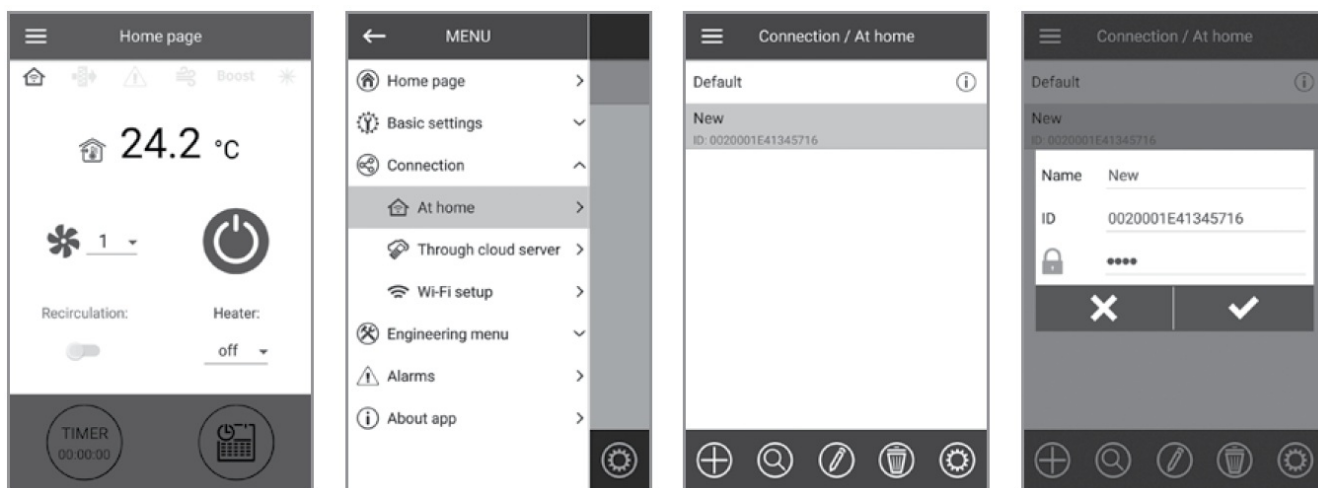 Home page
Boost
24.2 °C
1
Recirculation:
Heater:
off
TIMER
00:00:00
MENU
Home page
Basic settings
Connection
At home
Through cloud server
Wi-Fi setup
Engineering menu
Alarms
About app
Connection / At home
Default
New
ID: 0020001E41345716
Connection / At home
Default
New
ID: 0020001E41345716
Name New
ID 0020001E41345716
••••